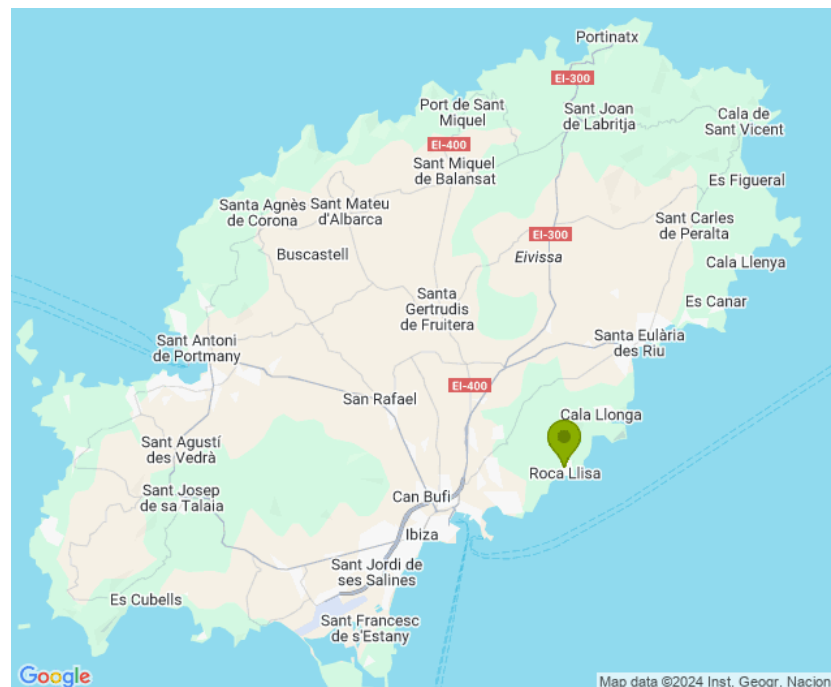 Portinatx
EI-300
Port de Sant
Miquel
Sant Joan
de Labritja
Cala de
Sant Vicent
EI-400
Sant Miquel
de Balansat
Es Figueral
Santa Agnès
de Corona
Sant Mateu
d'Albarca
Sant Carles
de Peralta
EI-300
Buscastell
Eivissa
Cala Llenya
Santa
Gertrudis
de Fruitera
Es Canar
Sant Antoni
de Portmany
Santa Eulària
des Riu
EI-400
San Rafael
Cala Llonga
Sant Agustí
des Vedrà
Roca Llisa
Sant Josep
de sa Talaia
Can Bufi
Ibiza
Sant Jordi de
ses Salines
Es Cubells
Sant Francesc
de s'Estany
Google
Map data ©2024 Inst. Geogr. Nacion